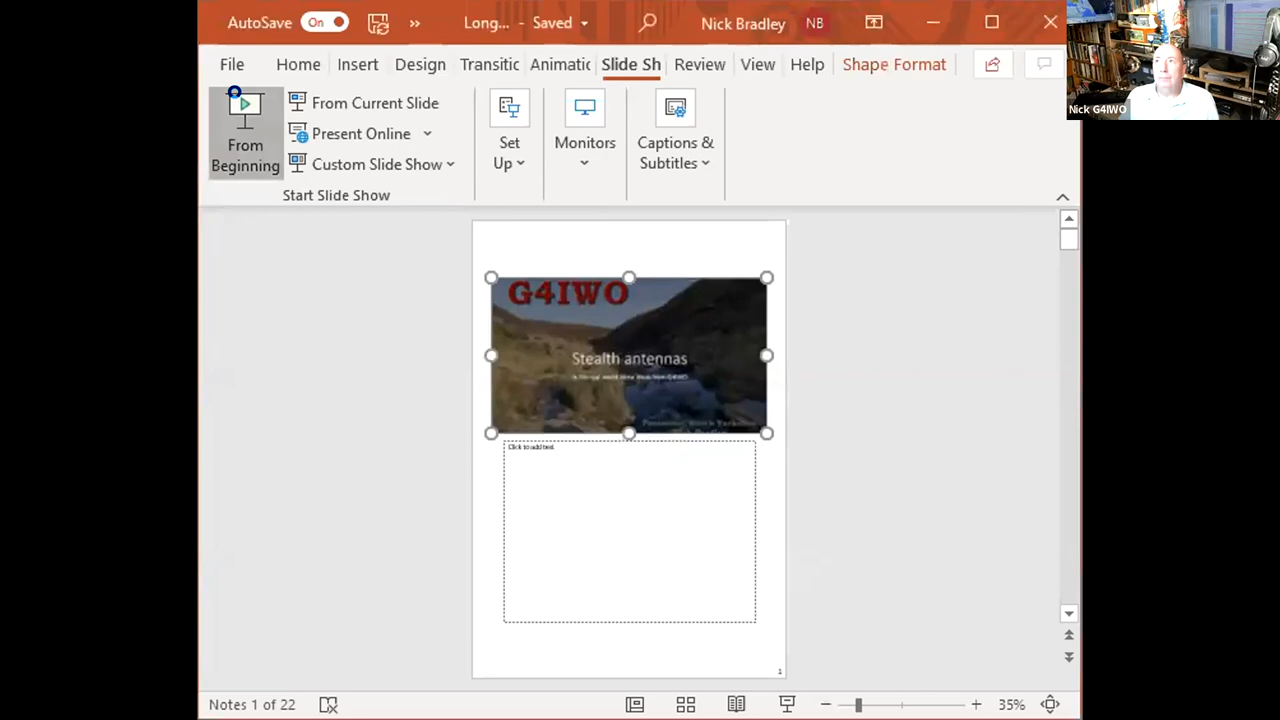 AutoSave On Long... - Saved Nick Bradley NB
File Home Insert Design Transitic Animatic Slide Sh Review View Help Shape Format
Nick G4IWO
From Beginning
From Current Slide
Present Online
Custom Slide Show
Set Up
Monitors
Captions & Subtitles
Start Slide Show
G4IWO
Stealth antennas
Click to add text
1
Notes 1 of 22 35%